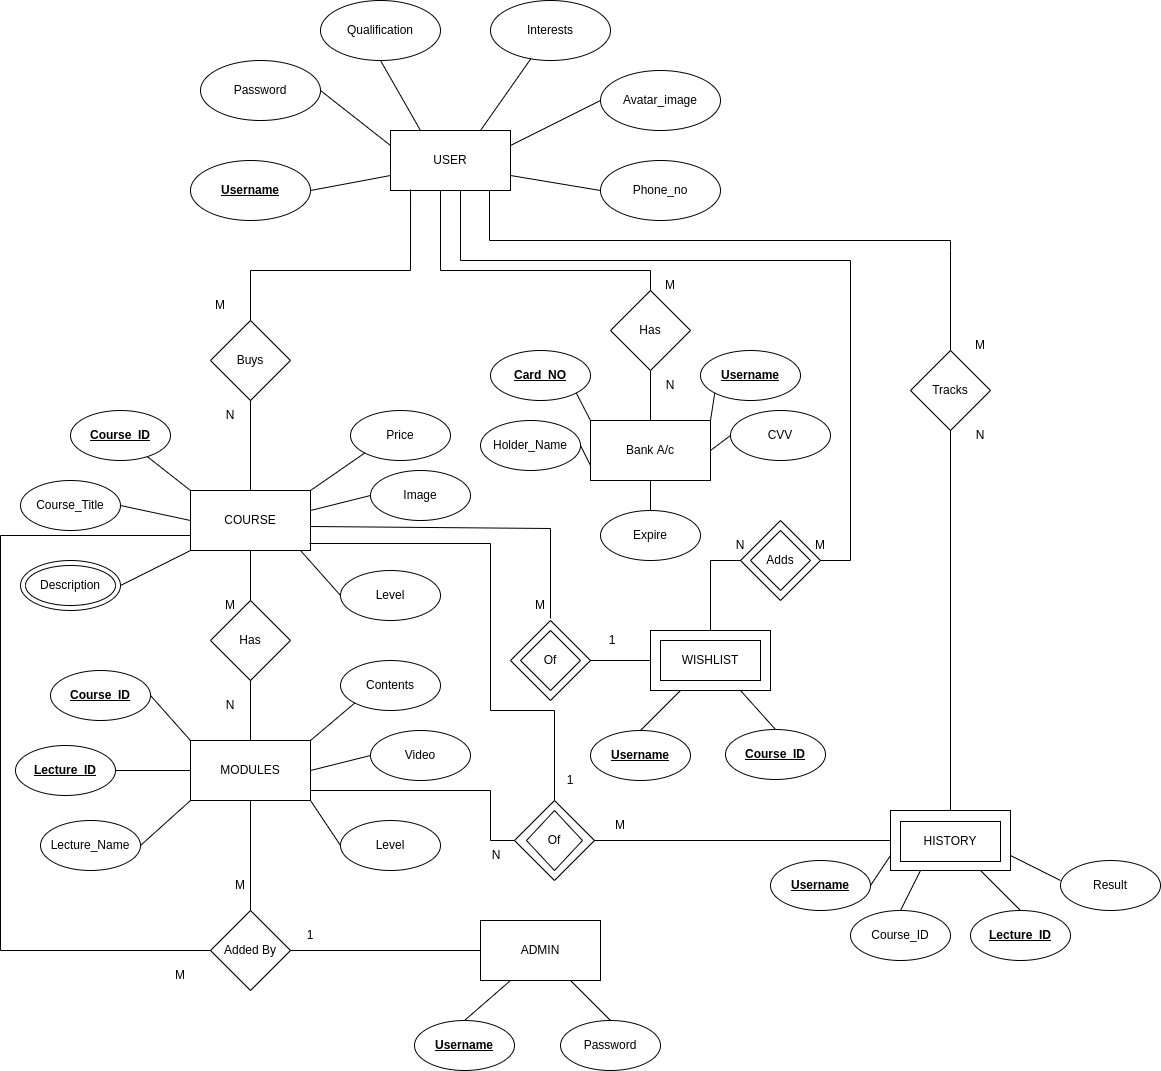 Qualification
Interests
Password
Avatar_image
USER
Username
Phone_no
M
M
Buys
Has
M
Tracks
N
N
N
Card_NO
Username
Course_ID
Price
Holder_Name
Bank A/c
CVV
Course_Title
COURSE
Image
Expire
N
Adds
M
Description
Level
M
M
Has
Of
1
WISHLIST
N
Course_ID
Contents
Username
Course_ID
Lecture_ID
MODULES
Video
1
M
Lecture_Name
Level
N
Of
HISTORY
M
Username
Result
Course_ID
Lecture_ID
Added By
1
ADMIN
M
Username
Password